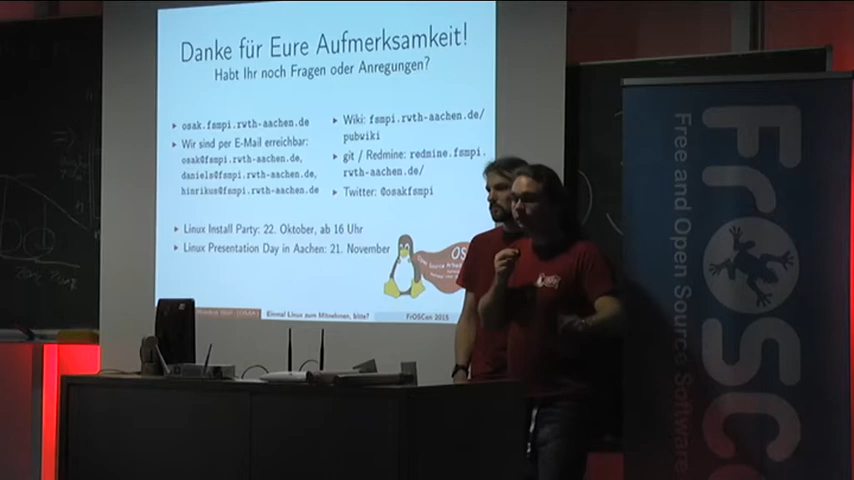 Danke für Eure Aufmerksamkeit!
Habt Ihr noch Fragen oder Anregungen?
▸ osak.fsmpi.rwth-aachen.de
▸ Wir sind per E-Mail erreichbar:
osak@fsmpi.rwth-aachen.de,
daniels@fsmpi.rwth-aachen.de,
hinrikus@fsmpi.rwth-aachen.de
▸ Wiki: fsmpi.rwth-aachen.de/
pubwiki
▸ git / Redmine: redmine.fsmpi.
rwth-aachen.de/
▸ Twitter: @osakfsmpi
▸ Linux Install Party: 22. Oktober, ab 16 Uhr
▸ Linux Presentation Day in Aachen: 21. November
OS
Open Source
Einmal Linux zum Mitnehmen, bitte?
FrOSCon 2015
FrOSC
Free and Open Source Software